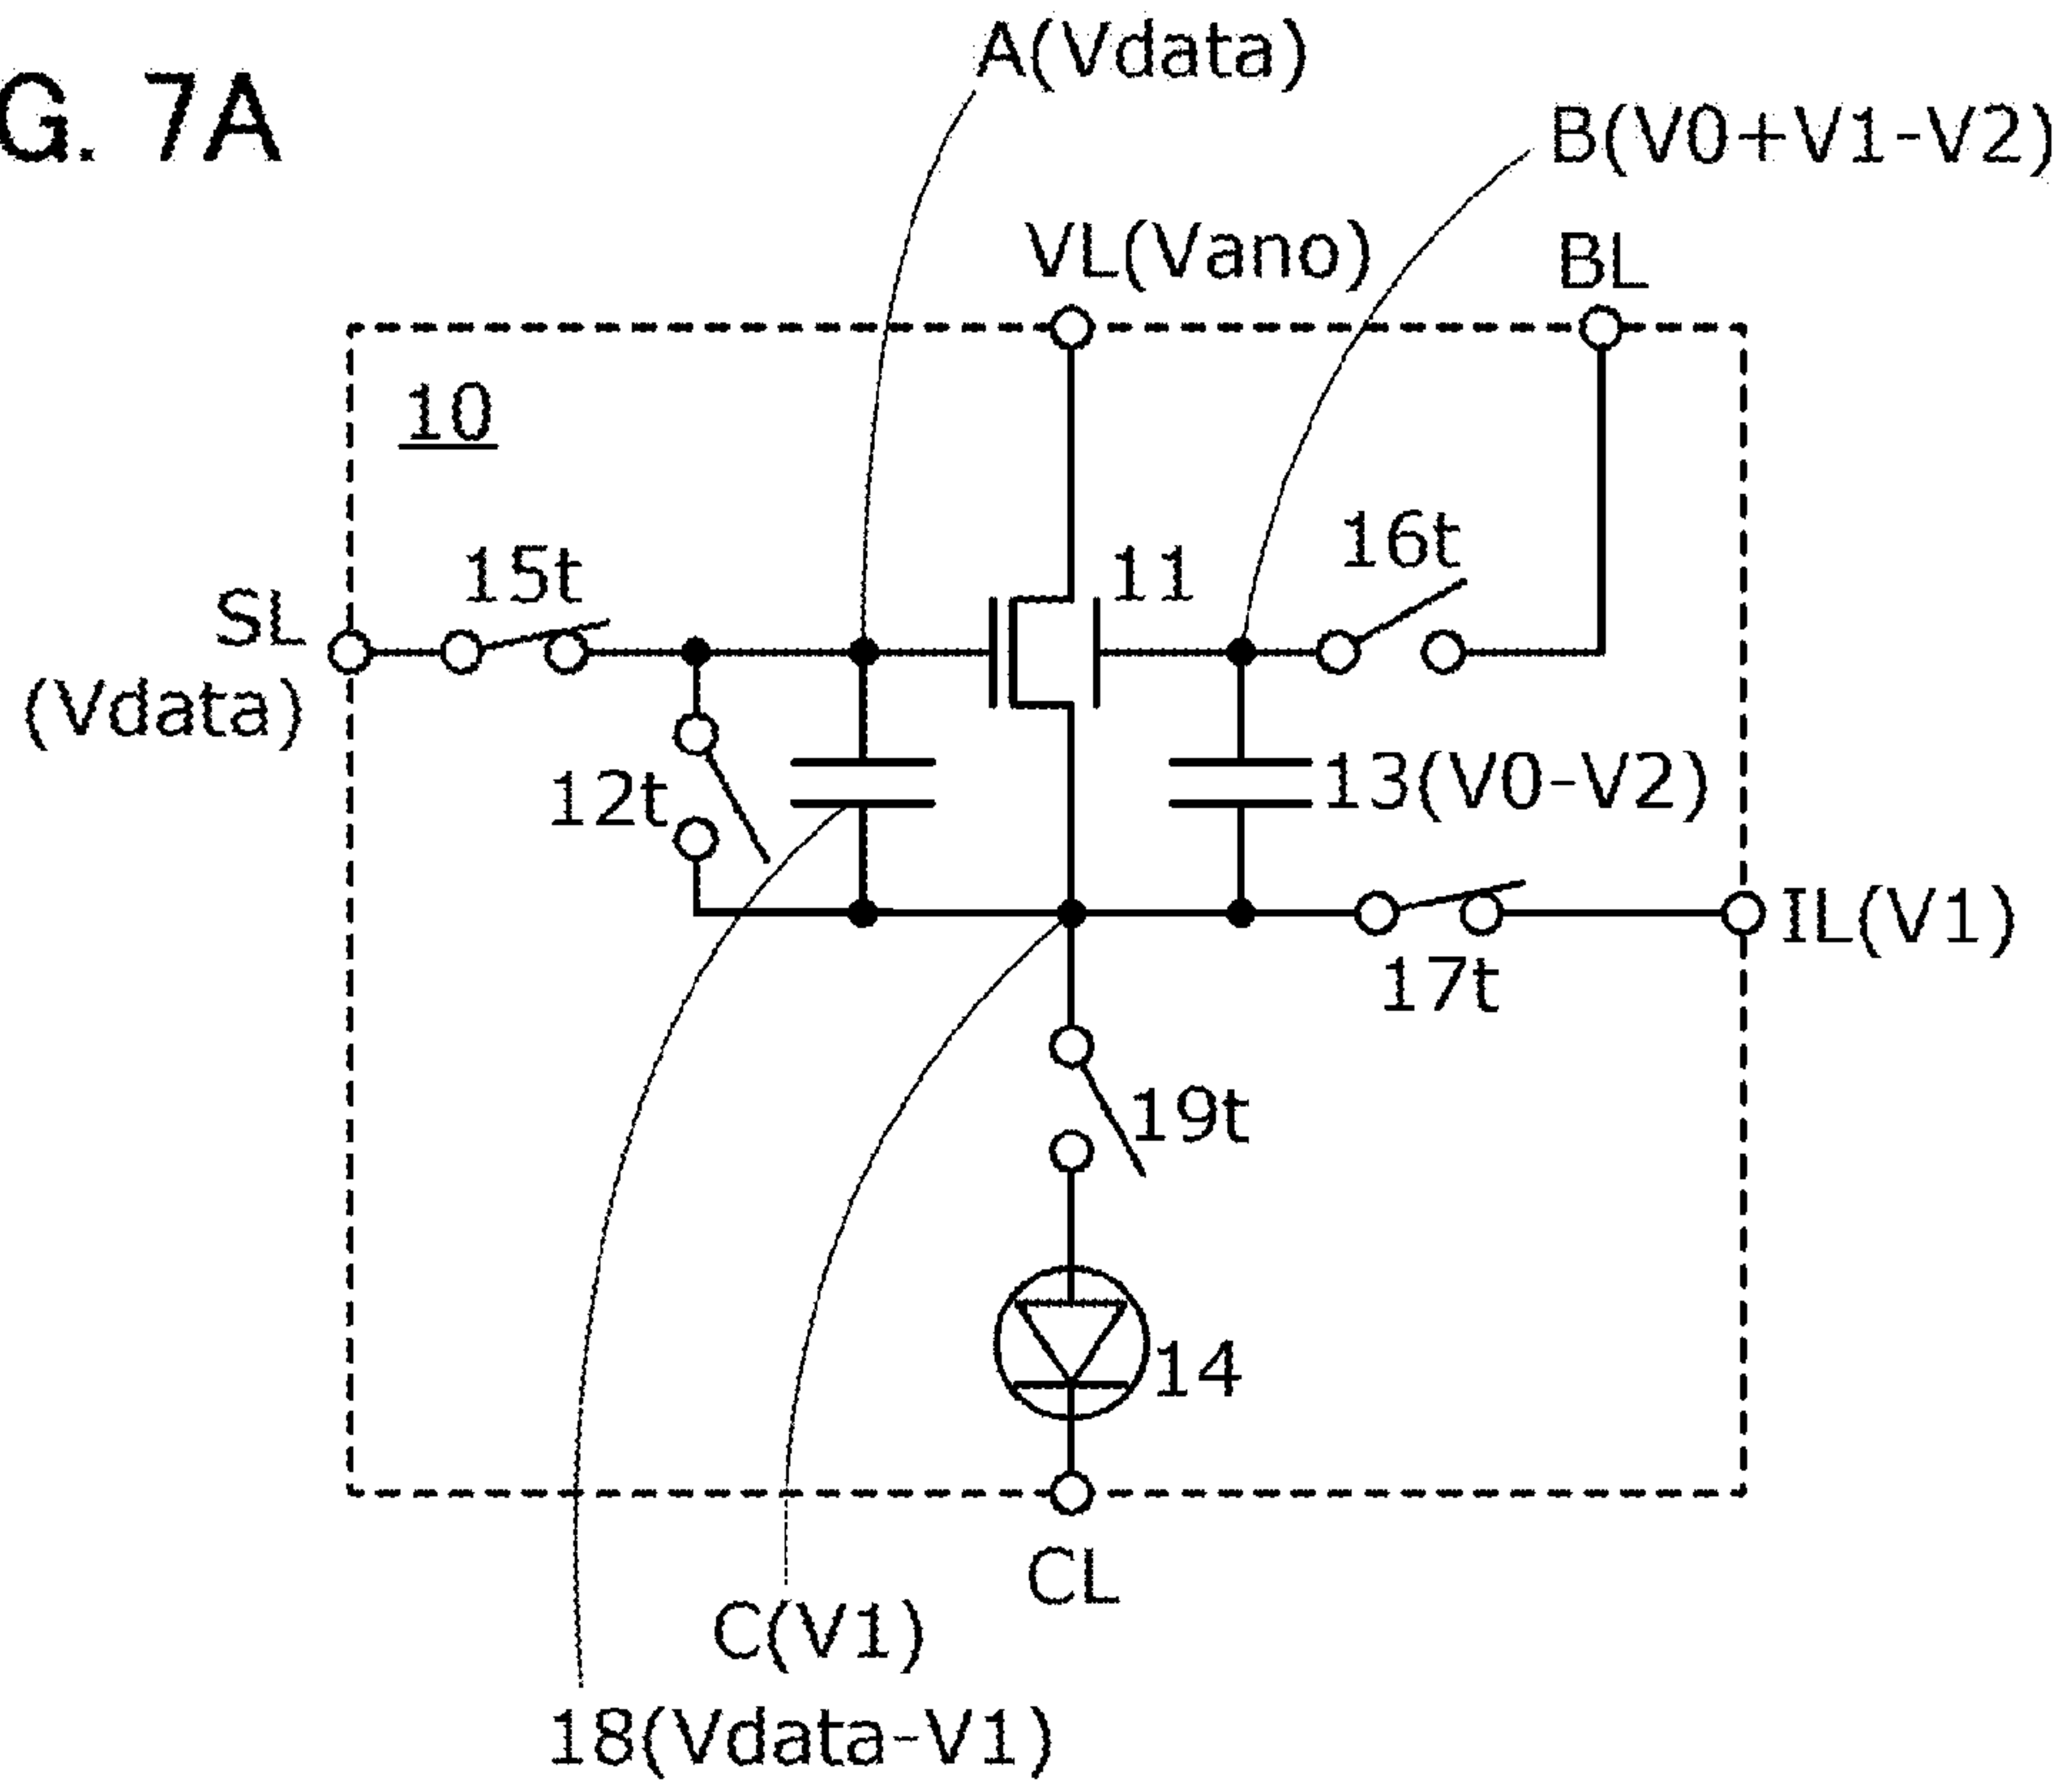 G. 7A
A(Vdata)
B(V0+V1-V2)
VL(Vano)
BL
10
15t
11
16t
SL
(Vdata)
12t
13(V0-V2)
IL(V1)
17t
19t
14
CL
C(V1)
18(Vdata-V1)